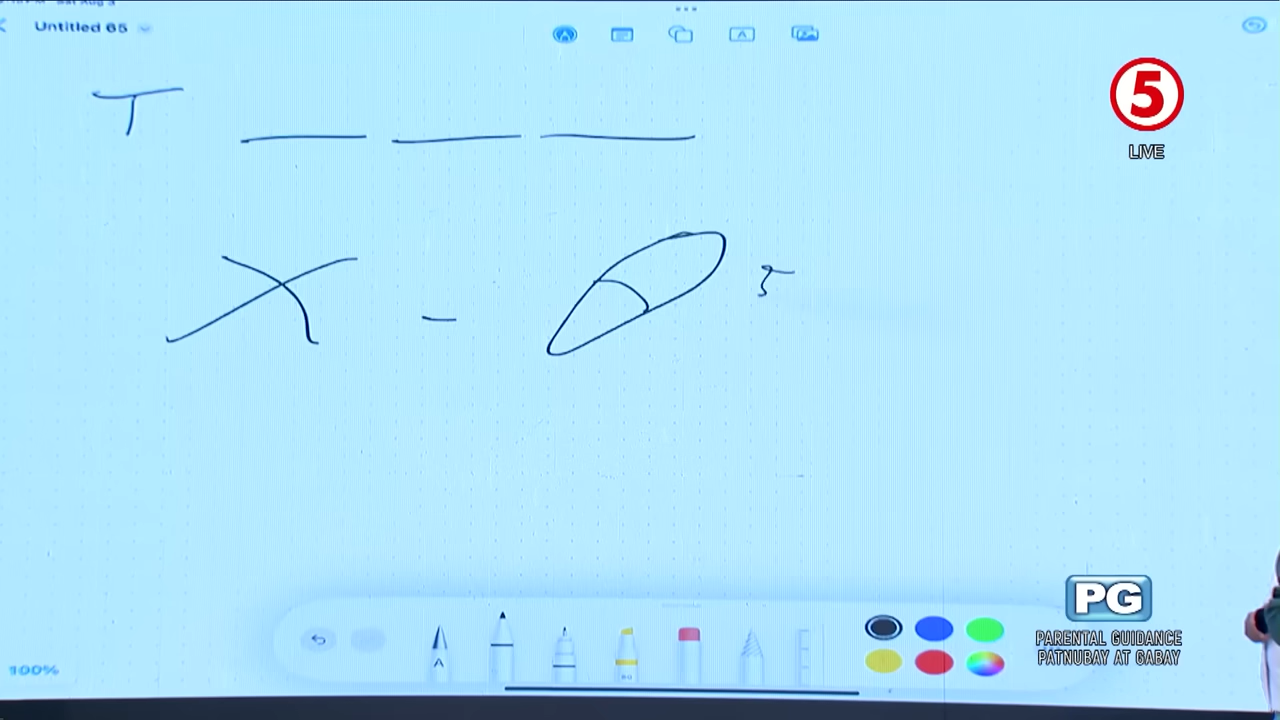 Untitled 65
T
X -
5
LIVE
PG
PARENTAL GUIDANCE
PATNUBAY AT GABAY
100%